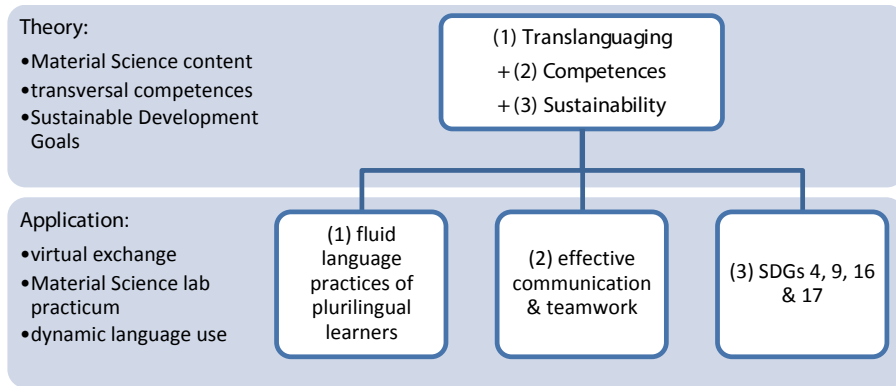 Theory:
•Material Science content
•transversal competences
•Sustainable Development
Goals
(1) Translanguaging
+ (2) Competences
+ (3) Sustainability
Application:
•virtual exchange
•Material Science lab
practicum
•dynamic language use
(1) fluid
language
practices of
plurilingual
learners
(2) effective
communication
& teamwork
(3) SDGs 4, 9, 16
& 17